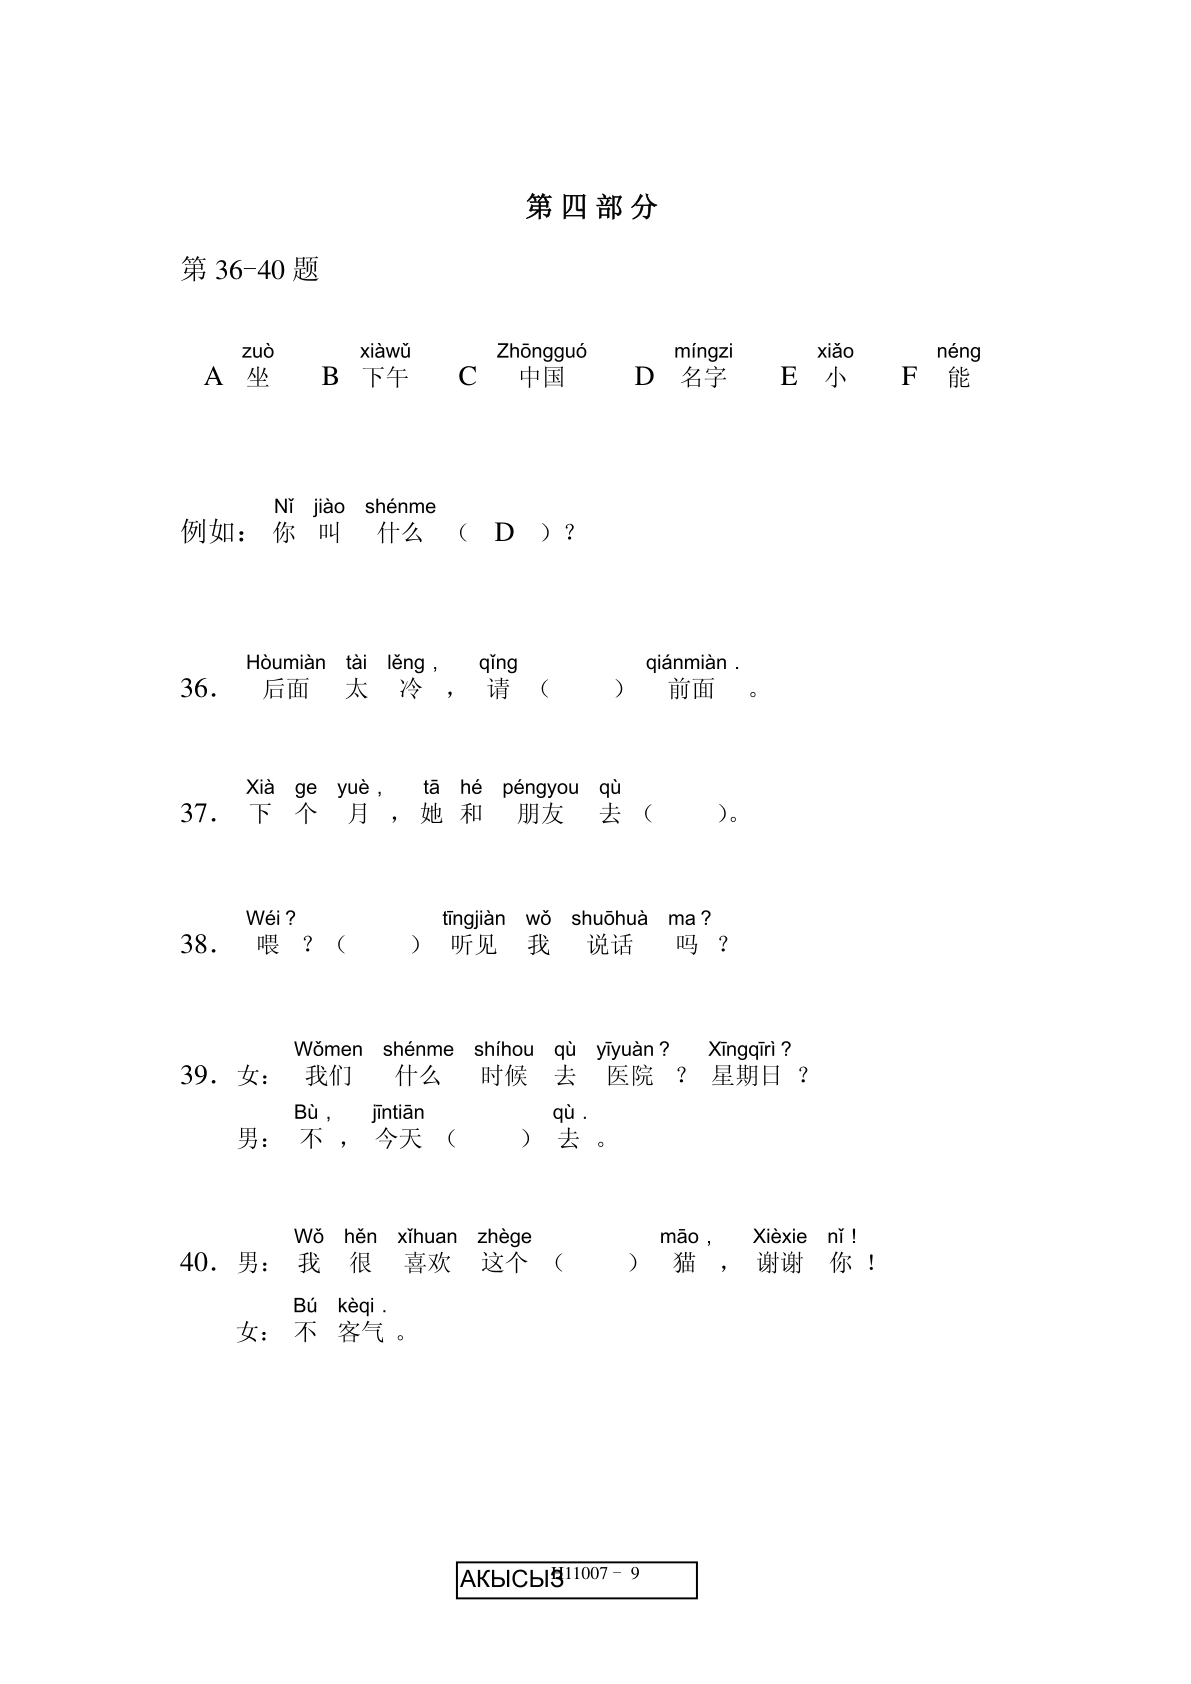 第四部分
第 36-40 题
zuò xiàwǔ Zhōngguó míngzi xiǎo néng
A 坐 B 下午 C 中国 D 名字 E 小 F 能
Nǐ jiào shénme
例如： 你 叫 什么 （ D ）？
Hòumiàn tài lěng， qǐng qiánmiàn．
36． 后面 太 冷 ， 请 （ ） 前面 。
Xià ge yuè， tā hé péngyou qù
37． 下 个 月 ， 她 和 朋友 去 （ ）。
Wéi？ tīngjiàn wǒ shuōhuà ma？
38． 喂 ？（ ） 听见 我 说话 吗 ？
Wǒmen shénme shíhou qù yīyuàn？ Xīngqīrì？
39．女： 我们 什么 时候 去 医院 ？ 星期日 ？
Bù， jīntiān qù．
男： 不 ， 今天 （ ） 去 。
Wǒ hěn xǐhuan zhège māo， Xièxie nǐ！
40．男： 我 很 喜欢 这个 （ ） 猫 ， 谢谢 你 ！
Bú kèqi．
女： 不 客气 。
АКЫСЫЗ H11007－ 9